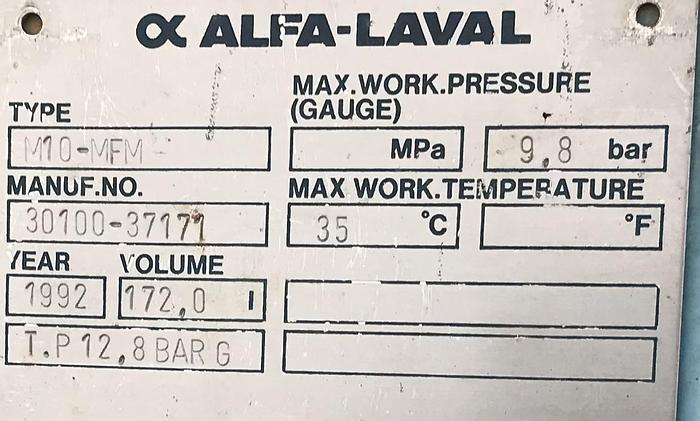 α ALFA-LAVAL
MAX.WORK.PRESSURE
TYPE (GAUGE)
M10-MFM MPa 9,8 bar
MANUF.NO. MAX WORK.TEMPERATURE
30100-37171 35 °C °F
YEAR VOLUME
1992 172,0 l
T.P 12,8 BAR G